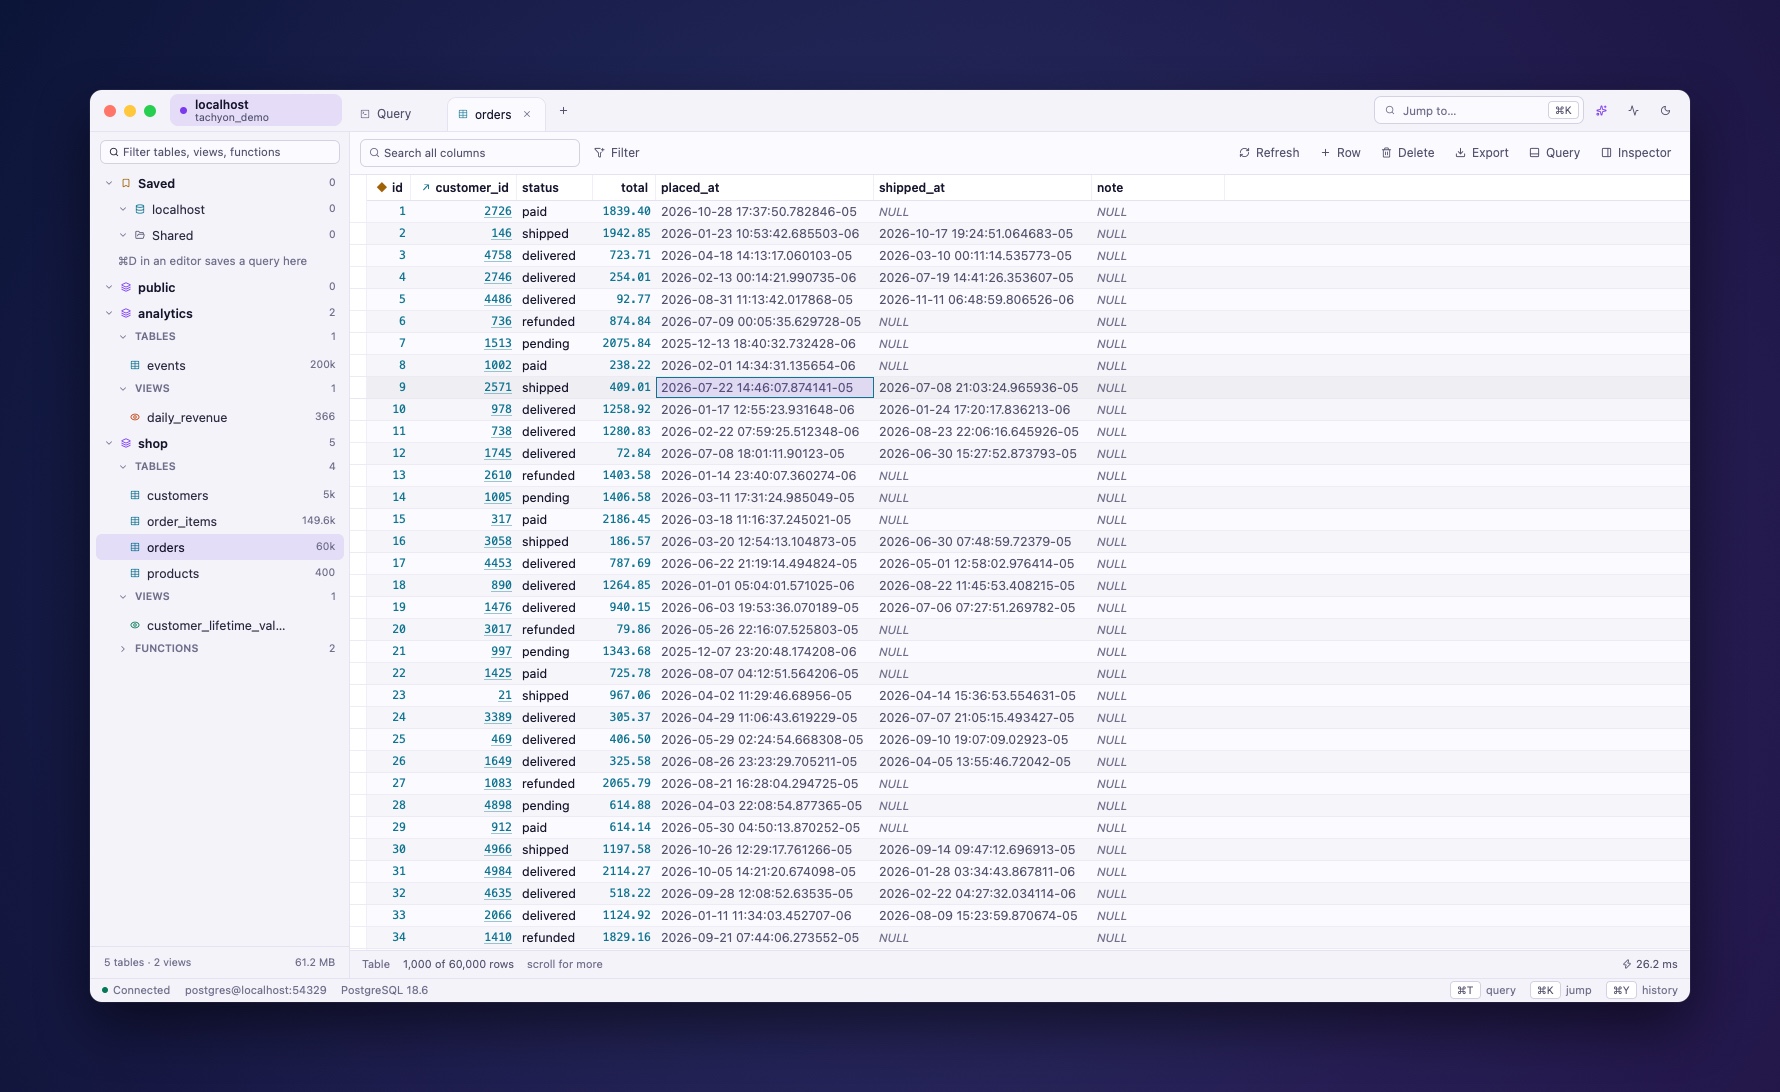 localhost
tachyon_demo
Query
orders
Jump to...
⌘K
Filter tables, views, functions
Search all columns
Filter
Refresh
Row
Delete
Export
Query
Inspector
Saved 0
localhost 0
Shared 0
⌘D in an editor saves a query here
public 0
analytics 2
TABLES 1
events 200k
VIEWS 1
daily_revenue 366
shop 5
TABLES 4
customers 5k
order_items 149.6k
orders 60k
products 400
VIEWS 1
customer_lifetime_val...
FUNCTIONS 2
5 tables · 2 views 61.2 MB
id customer_id status total placed_at shipped_at note
1 2726 paid 1839.40 2026-10-28 17:37:50.782846-05 NULL NULL
2 146 shipped 1942.85 2026-01-23 10:53:42.685503-06 2026-10-17 19:24:51.064683-05 NULL
3 4758 delivered 723.71 2026-04-18 14:13:17.060103-05 2026-03-10 00:11:14.535773-05 NULL
4 2746 delivered 254.01 2026-02-13 00:14:21.990735-06 2026-07-19 14:41:26.353607-05 NULL
5 4486 delivered 92.77 2026-08-31 11:13:42.017868-05 2026-11-11 06:48:59.806526-06 NULL
6 736 refunded 874.84 2026-07-09 00:05:35.629728-05 NULL NULL
7 1513 pending 2075.84 2025-12-13 18:40:32.732428-06 NULL NULL
8 1002 paid 238.22 2026-02-01 14:34:31.135654-06 NULL NULL
9 2571 shipped 409.01 2026-07-22 14:46:07.874141-05 2026-07-08 21:03:24.965936-05 NULL
10 978 delivered 1258.92 2026-01-17 12:55:23.931648-06 2026-01-24 17:20:17.836213-06 NULL
11 738 delivered 1280.83 2026-02-22 07:59:25.512348-06 2026-08-23 22:06:16.645926-05 NULL
12 1745 delivered 72.84 2026-07-08 18:01:11.90123-05 2026-06-30 15:27:52.873793-05 NULL
13 2610 refunded 1403.58 2026-01-14 23:40:07.360274-06 NULL NULL
14 1005 pending 1406.58 2026-03-11 17:31:24.985049-05 NULL NULL
15 317 paid 2186.45 2026-03-18 11:16:37.245021-05 NULL NULL
16 3058 shipped 186.57 2026-03-20 12:54:13.104873-05 2026-06-30 07:48:59.72379-05 NULL
17 4453 delivered 787.69 2026-06-22 21:19:14.494824-05 2026-05-01 12:58:02.976414-05 NULL
18 890 delivered 1264.85 2026-01-01 05:04:01.571025-06 2026-08-22 11:45:53.408215-05 NULL
19 1476 delivered 940.15 2026-06-03 19:53:36.070189-05 2026-07-06 07:27:51.269782-05 NULL
20 3017 refunded 79.86 2026-05-26 22:16:07.525803-05 NULL NULL
21 997 pending 1343.68 2025-12-07 23:20:48.174208-06 NULL NULL
22 1425 paid 725.78 2026-08-07 04:12:51.564206-05 NULL NULL
23 21 shipped 967.06 2026-04-02 11:29:46.68956-05 2026-04-14 15:36:53.554631-05 NULL
24 3389 delivered 305.37 2026-04-29 11:06:43.619229-05 2026-07-07 21:05:15.493427-05 NULL
25 469 delivered 406.50 2026-05-29 02:24:54.668308-05 2026-09-10 19:07:09.02923-05 NULL
26 1649 delivered 325.58 2026-08-26 23:23:29.705211-05 2026-04-05 13:55:46.72042-05 NULL
27 1083 refunded 2065.79 2026-08-21 16:28:04.294725-05 NULL NULL
28 4898 pending 614.88 2026-04-03 22:08:54.877365-05 NULL NULL
29 912 paid 614.14 2026-05-30 04:50:13.870252-05 NULL NULL
30 4966 shipped 1197.58 2026-10-26 12:29:17.761266-05 2026-09-14 09:47:12.696913-05 NULL
31 4984 delivered 2114.27 2026-10-05 14:21:20.674098-05 2026-01-28 03:34:43.867811-06 NULL
32 4635 delivered 518.22 2026-09-28 12:08:52.63535-05 2026-02-22 04:27:32.034114-06 NULL
33 2066 delivered 1124.92 2026-01-11 11:34:03.452707-06 2026-08-09 15:23:59.870674-05 NULL
34 1410 refunded 1829.16 2026-09-21 07:44:06.273552-05 NULL NULL
Table 1,000 of 60,000 rows scroll for more 26.2 ms
Connected postgres@localhost:54329 PostgreSQL 18.6
⌘T query ⌘K jump ⌘Y history